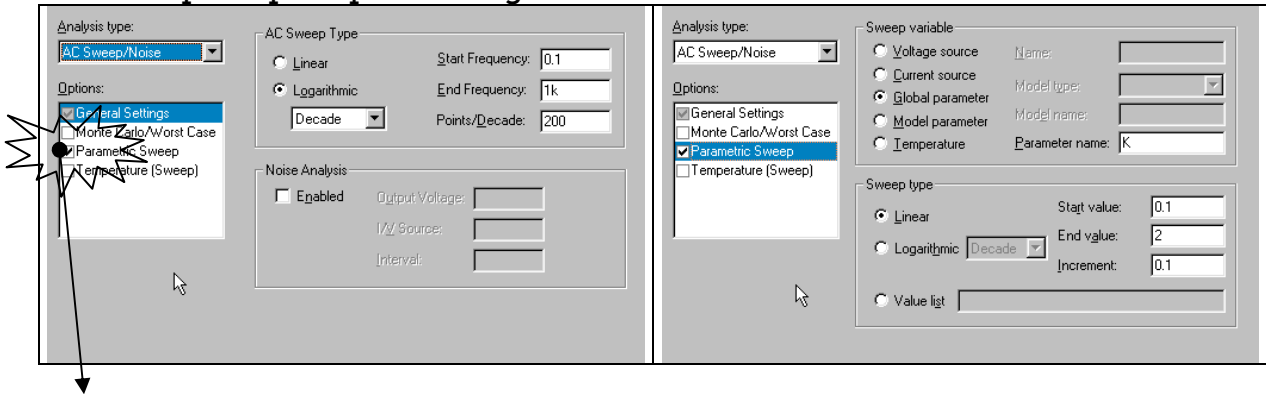 Analysis type:
AC Sweep/Noise
Options:
General Settings
Monte Carlo/Worst Case
Parametric Sweep
Temperature (Sweep)
AC Sweep Type
Linear
Logarithmic
Decade
Start Frequency: 0.1
End Frequency: 1k
Points/Decade: 200
Noise Analysis
Enabled
Output Voltage:
I/V Source:
Interval:
Analysis type:
AC Sweep/Noise
Options:
General Settings
Monte Carlo/Worst Case
Parametric Sweep
Temperature (Sweep)
Sweep variable
Voltage source
Current source
Global parameter
Model parameter
Temperature
Name:
Model type:
Model name:
Parameter name: K
Sweep type
Linear
Logarithmic Decade
Value list
Start value: 0.1
End value: 2
Increment: 0.1